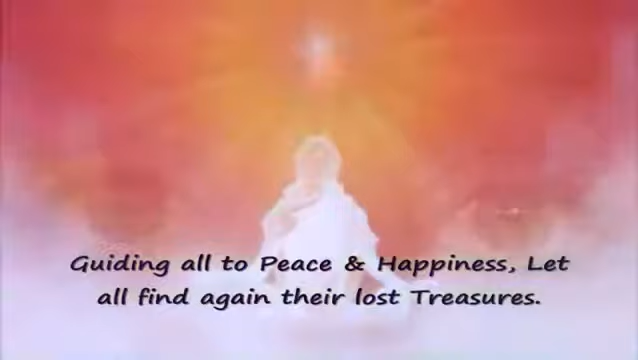 Guiding all to Peace & Happiness, Let
all find again their lost Treasures.